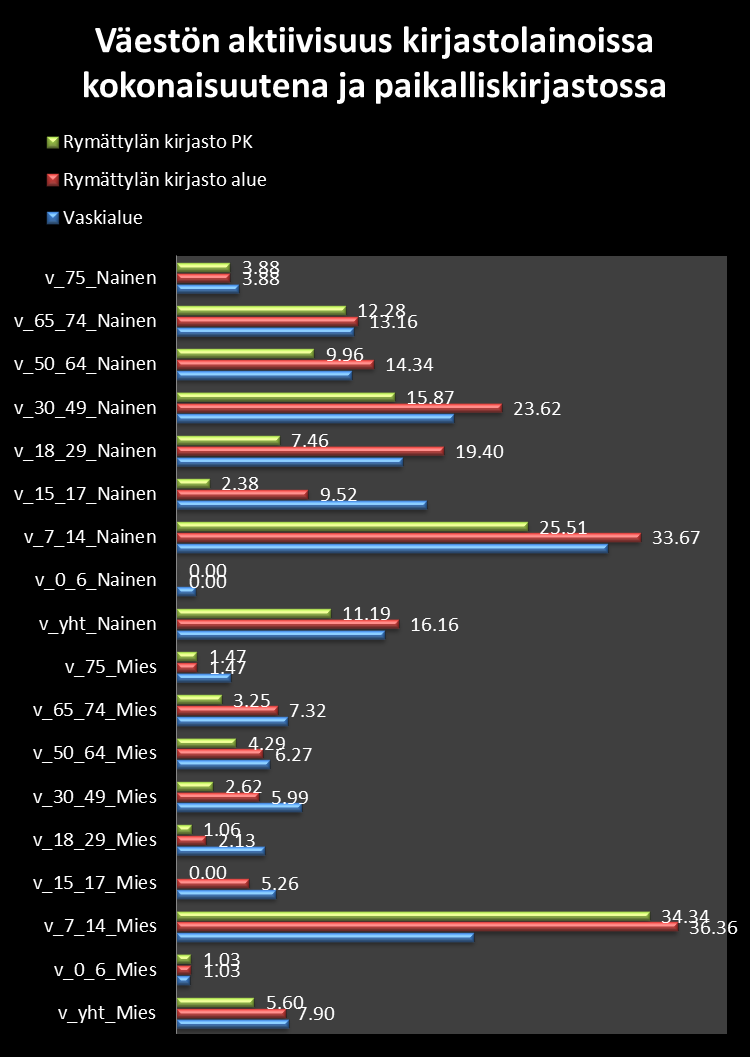 Väestön aktiivisuus kirjastolainoissa
kokonaisuutena ja paikalliskirjastossa
Rymättylän kirjasto PK
Rymättylän kirjasto alue
Vaskialue
v_75_Nainen 3.88 3.88
v_65_74_Nainen 12.28 13.16
v_50_64_Nainen 9.96 14.34
v_30_49_Nainen 15.87 23.62
v_18_29_Nainen 7.46 19.40
v_15_17_Nainen 2.38 9.52
v_7_14_Nainen 25.51 33.67
v_0_6_Nainen 0.00 0.00
v_yht_Nainen 11.19 16.16
v_75_Mies 1.47 1.47
v_65_74_Mies 3.25 7.32
v_50_64_Mies 4.29 6.27
v_30_49_Mies 2.62 5.99
v_18_29_Mies 1.06 2.13
v_15_17_Mies 0.00 5.26
v_7_14_Mies 34.34 36.36
v_0_6_Mies 1.03 1.03
v_yht_Mies 5.60 7.90